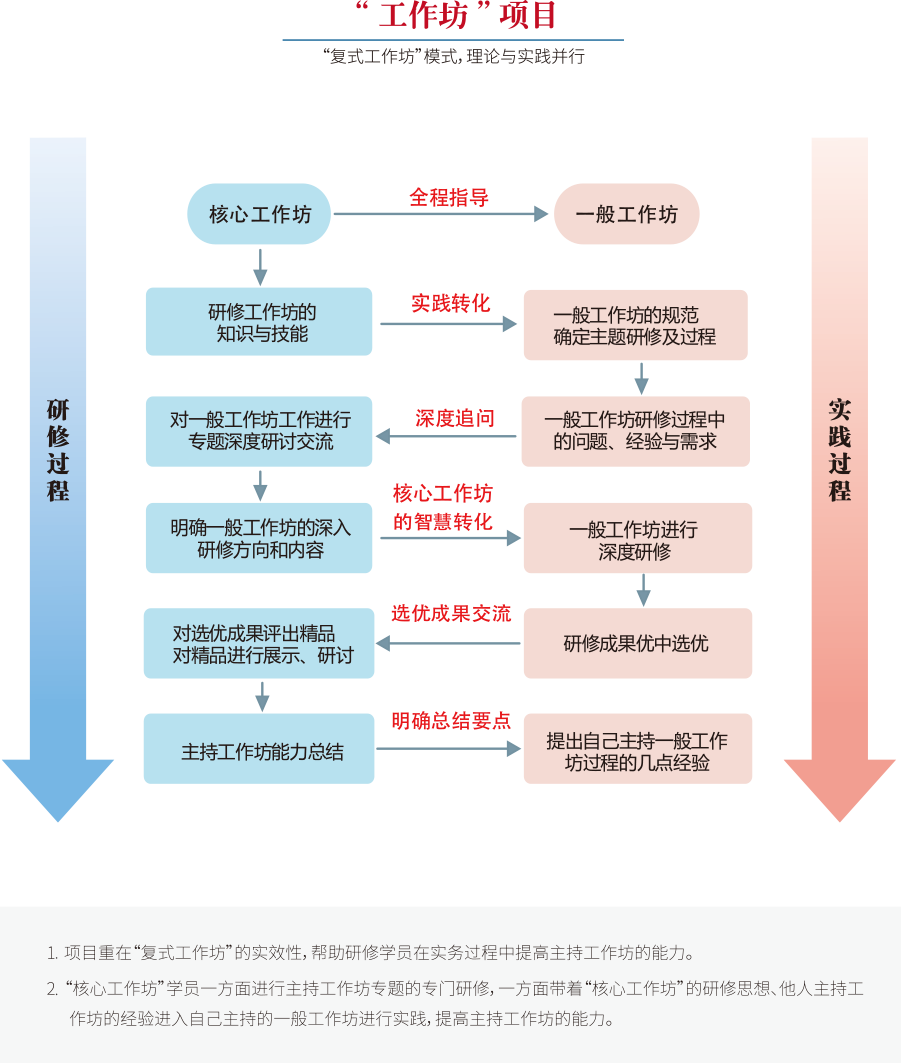 “工作坊”项目
“复式工作坊”模式,理论与实践并行
核心工作坊
全程指导
一般工作坊
研修工作坊的
知识与技能
实践转化
一般工作坊的规范
确定主题研修及过程
研修过程
实践过程
对一般工作坊工作进行
专题深度研讨交流
深度追问
一般工作坊研修过程中
的问题、经验与需求
明确一般工作坊的深入
研修方向和内容
核心工作坊
的智慧转化
一般工作坊进行
深度研修
对选优成果评出精品
对精品进行展示、研讨
选优成果交流
研修成果优中选优
主持工作坊能力总结
明确总结要点
提出自己主持一般工作
坊过程的几点经验
1. 项目重在“复式工作坊”的实效性,帮助研修学员在实务过程中提高主持工作坊的能力。
2. “核心工作坊”学员一方面进行主持工作坊专题的专门研修,一方面带着“核心工作坊”的研修思想、他人主持工
作坊的经验进入自己主持的一般工作坊进行实践,提高主持工作坊的能力。